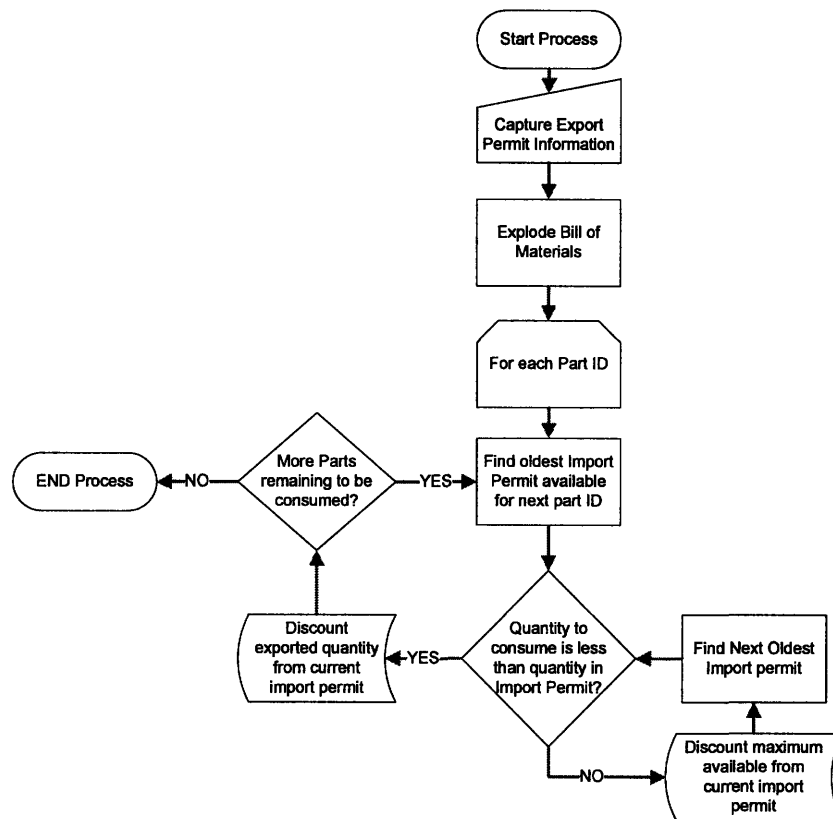 Start Process
Capture Export
Permit Information
Explode Bill of
Materials
For each Part ID
More Parts
remaining to be
consumed?
END Process
NO
YES
Find oldest Import
Permit available
for next part ID
Discount
exported quantity
from current
import permit
YES
Quantity to
consume is less
than quantity in
Import Permit?
Find Next Oldest
Import permit
NO
Discount maximum
available from
current import
permit